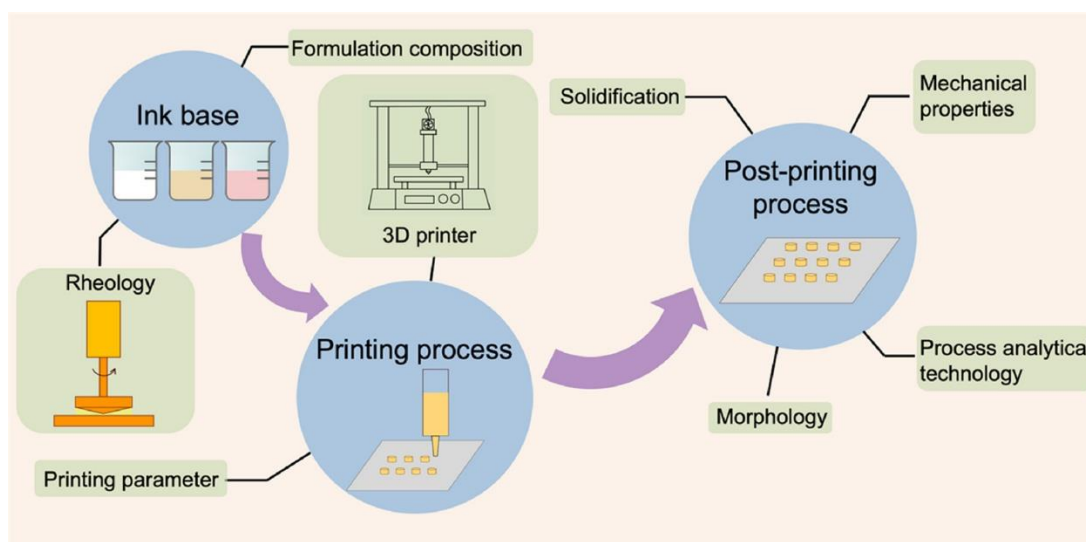 Formulation composition
Ink base
3D printer
Rheology
Printing process
Printing parameter
Solidification
Mechanical
properties
Post-printing
process
Process analytical
technology
Morphology